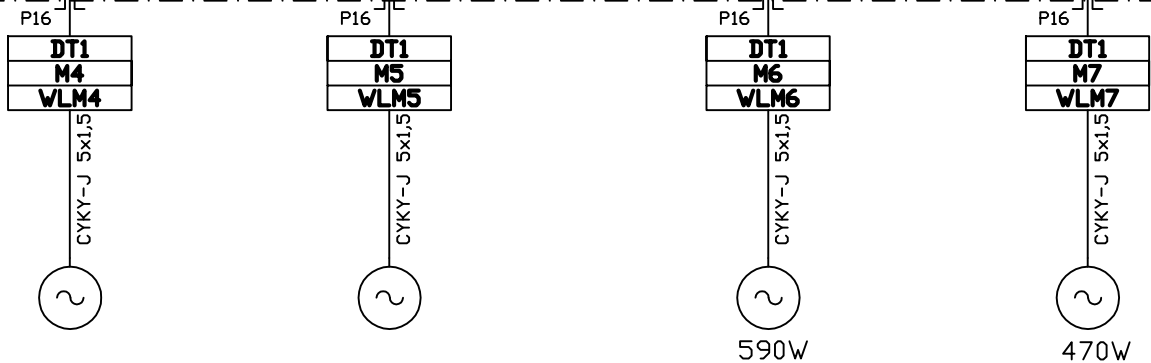 P16
DT1
M4
WLM4
CYKY-J 5x1,5
P16
DT1
M5
WLM5
CYKY-J 5x1,5
P16
DT1
M6
WLM6
CYKY-J 5x1,5
590W
P16
DT1
M7
WLM7
CYKY-J 5x1,5
470W